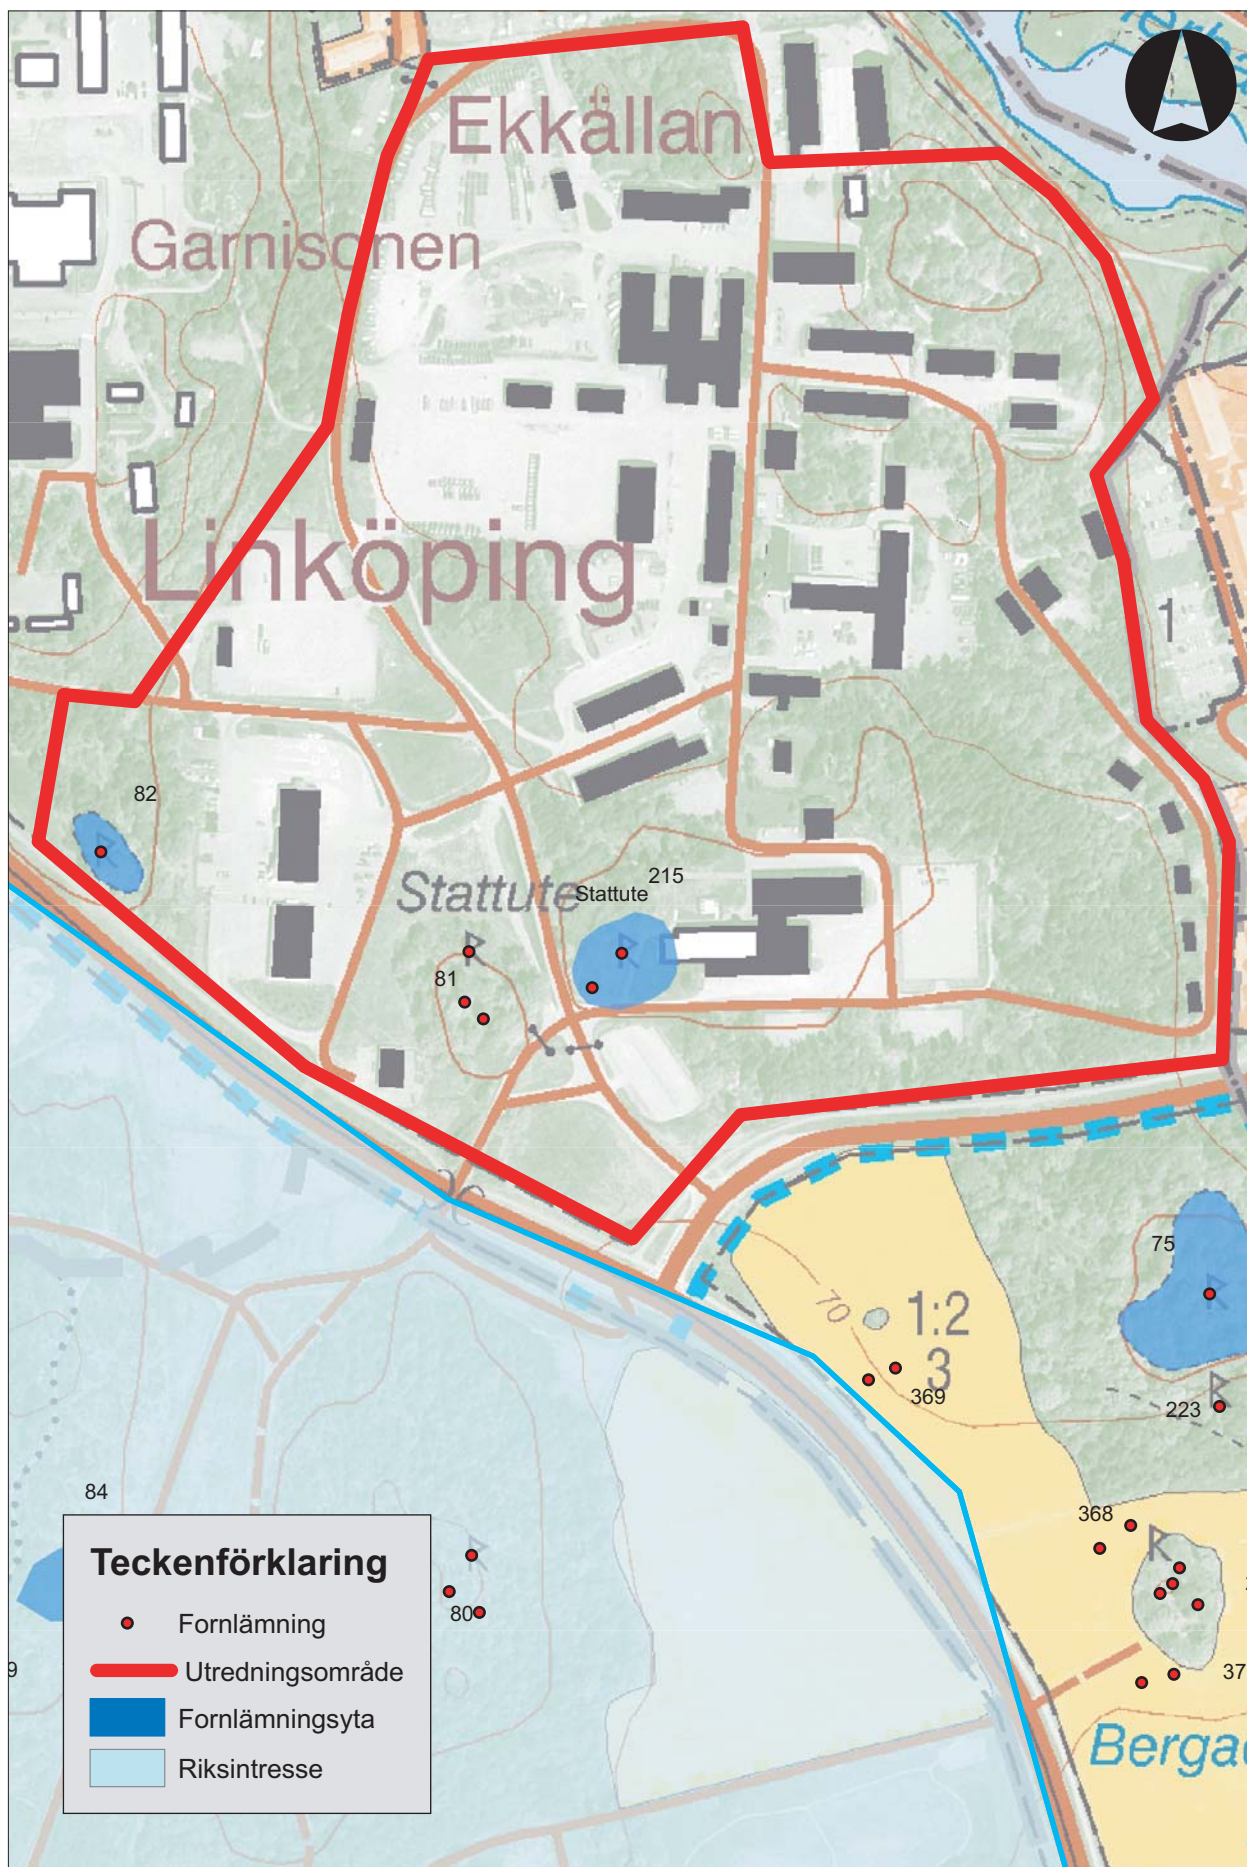 Ekkällan
Garnisonen
Linköping
1
82
Stattute
Stattute
215
R
R
81
75
R
70
1:2
3
369
R
223
84
368
R
R
80
37
9
Berga
Teckenförklaring
Fornlämning
Utredningsområde
Fornlämningsyta
Riksintresse